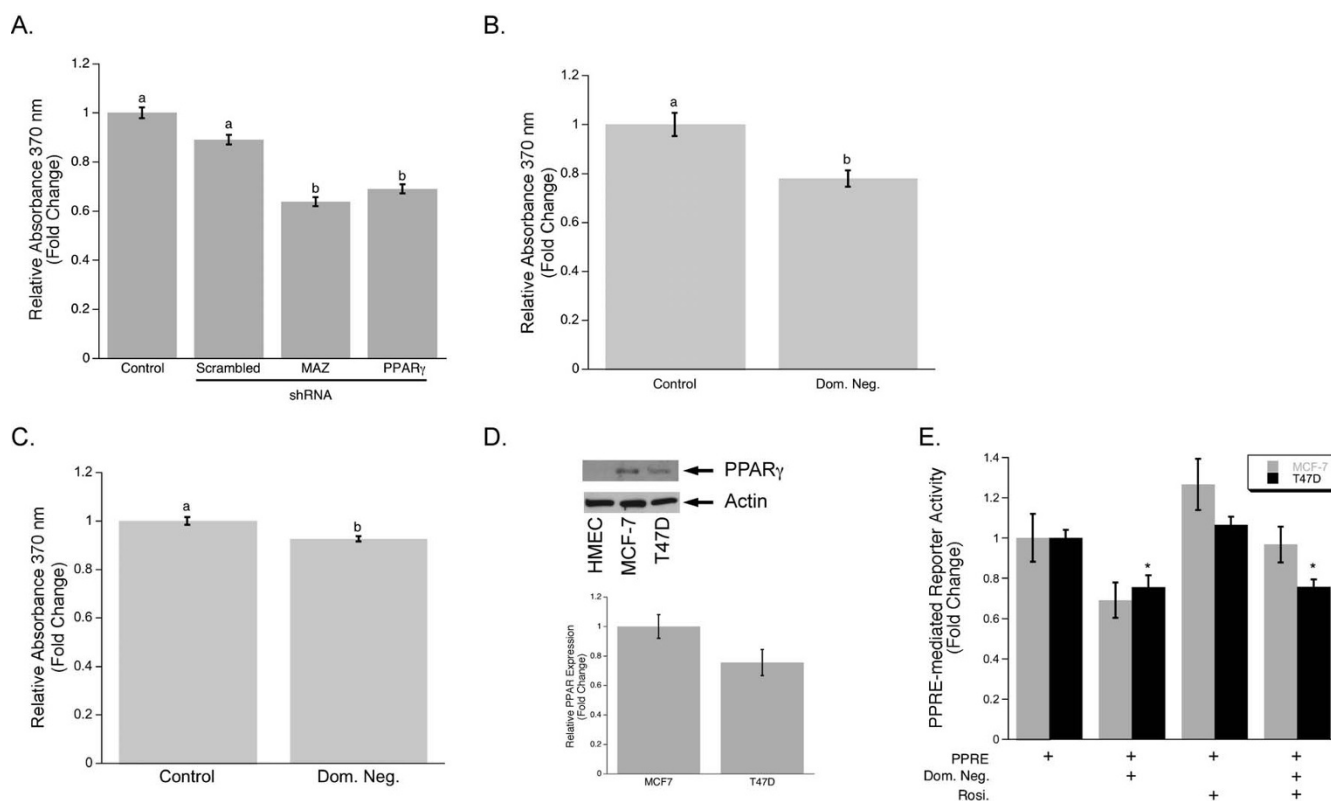 A.
Relative Absorbance 370 nm
(Fold Change)
1.2
1
0.8
0.6
0.4
0.2
0
a
a
b
b
Control
Scrambled
MAZ
PPARγ
shRNA
B.
Relative Absorbance 370 nm
(Fold Change)
1.2
1
0.8
0.6
0.4
0.2
0
a
b
Control
Dom. Neg.
C.
Relative Absorbance 370 nm
(Fold Change)
1.2
1
0.8
0.6
0.4
0.2
0
a
b
Control
Dom. Neg.
D.
PPARγ
Actin
HMEC
MCF-7
T47D
Relative PPAR Expression
(Fold Change)
1.2
1
0.8
0.6
0.4
0.2
0
MCF7
T47D
E.
PPRE-mediated Reporter Activity
(Fold Change)
1.4
1.2
1
0.8
0.6
0.4
0.2
0
MCF-7
T47D
*
*
PPRE + + + +
Dom. Neg. + +
Rosi. + +